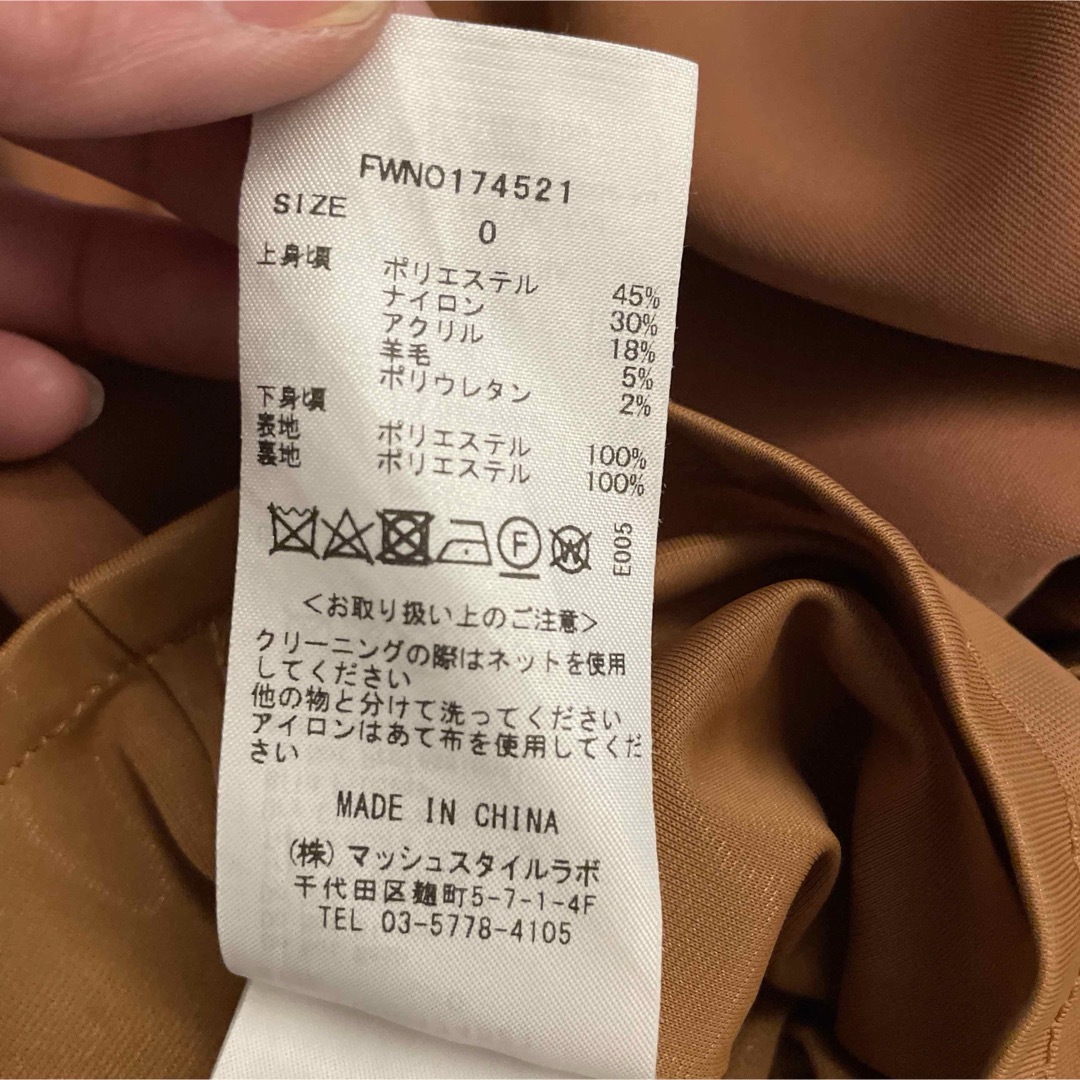 FWNO174521
SIZE 0
上身頃 ポリエステル 45%
ナイロン 30%
アクリル 18%
羊毛 5%
ポリウレタン 2%
下身頃
表地 ポリエステル 100%
裏地 ポリエステル 100%
F W E005
<お取り扱い上のご注意>
クリーニングの際はネットを使用
してください
他の物と分けて洗ってください
アイロンはあて布を使用してくだ
さい
MADE IN CHINA
(株)マッシュスタイルラボ
千代田区麹町5-7-1-4F
TEL 03-5778-4105